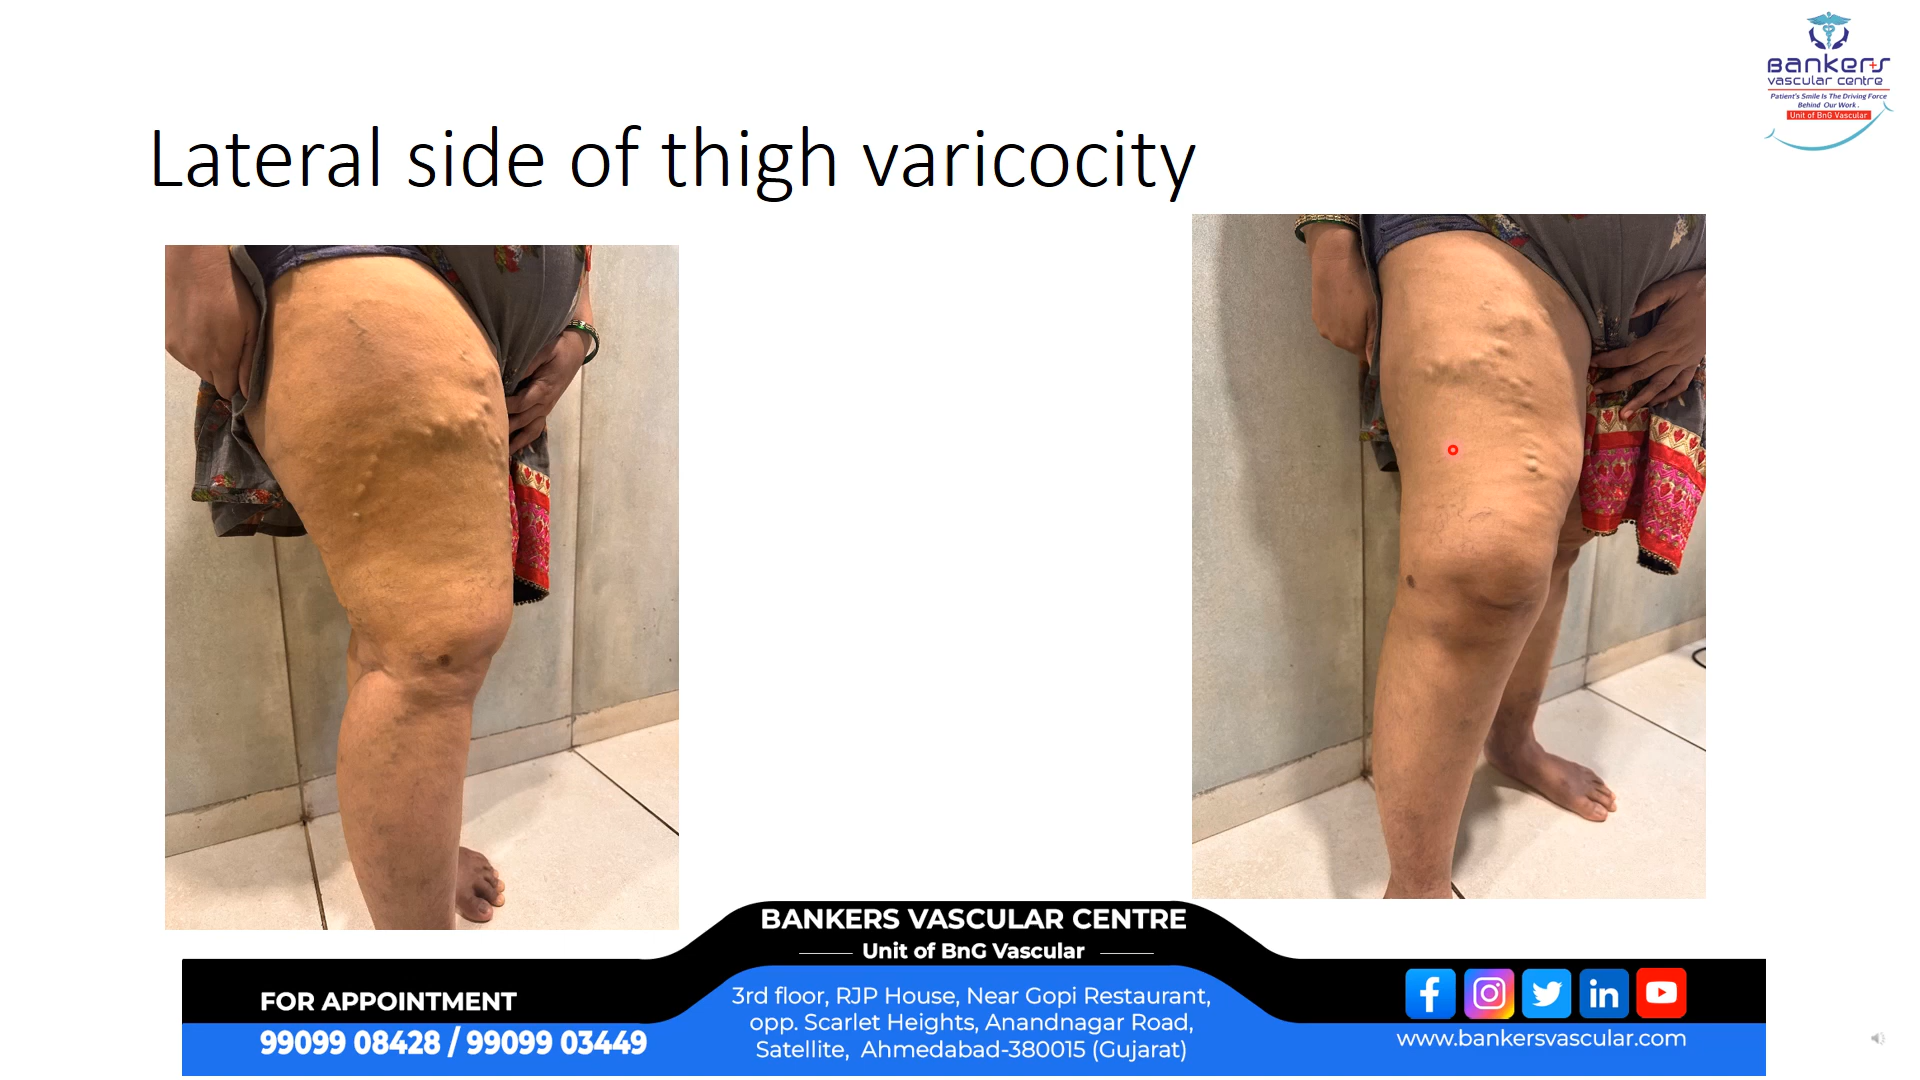 Bankers
vascular centre
Patient's Smile Is The Driving Force
Behind Our Work.
Unit of BnG Vascular
Lateral side of thigh varicocity
BANKERS VASCULAR CENTRE
Unit of BnG Vascular
FOR APPOINTMENT
99099 08428 / 99099 03449
3rd floor, RJP House, Near Gopi Restaurant,
opp. Scarlet Heights, Anandnagar Road,
Satellite, Ahmedabad-380015 (Gujarat)
www.bankersvascular.com